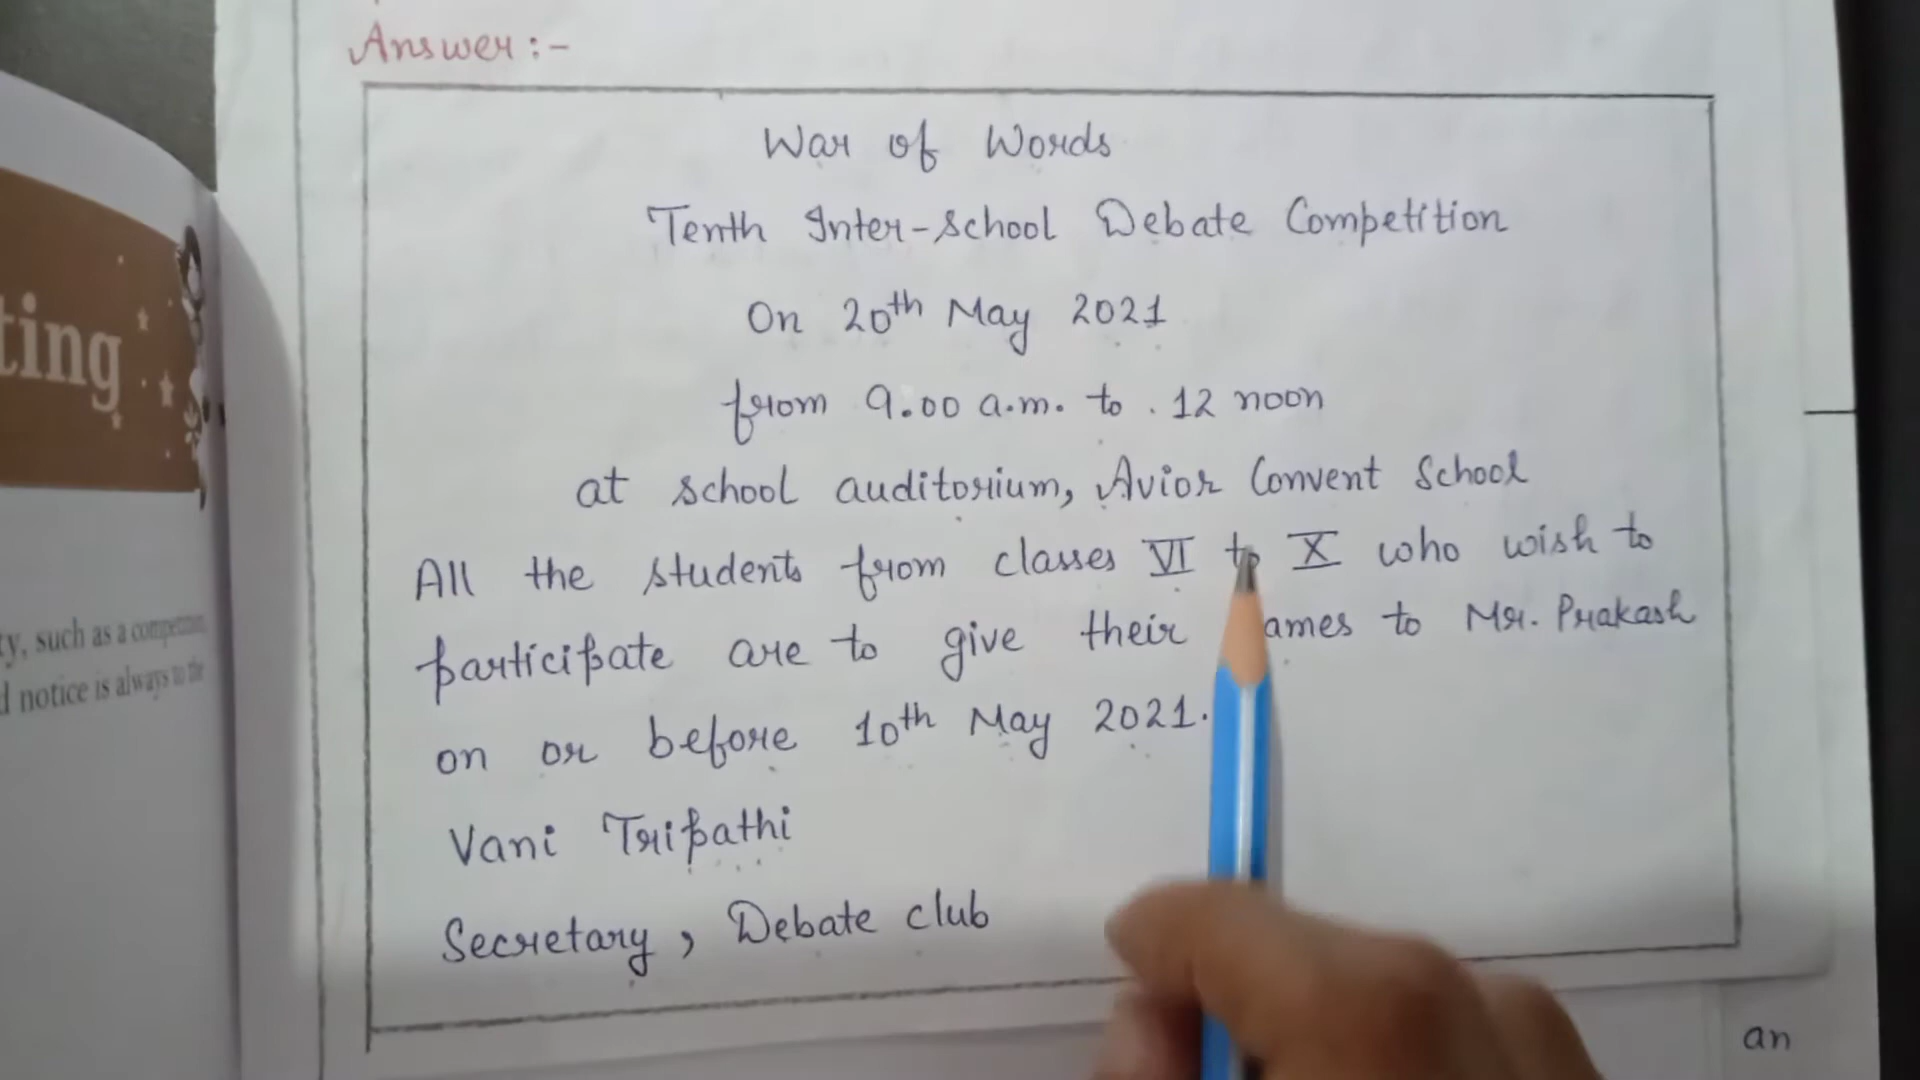 Answer:-
War of Words
Tenth Inter-School Debate Competition
On 20th May 2021
from 9.00 a.m. to . 12 noon
at school auditorium, Avior Convent School
All the students from classes VI to X who wish to
participate are to give their ames to Mr. Prakash
on or before 10th May 2021.
Vani Tripathi
Secretary, Debate club
ting
ty, such as a competition
d notice is always to the
an